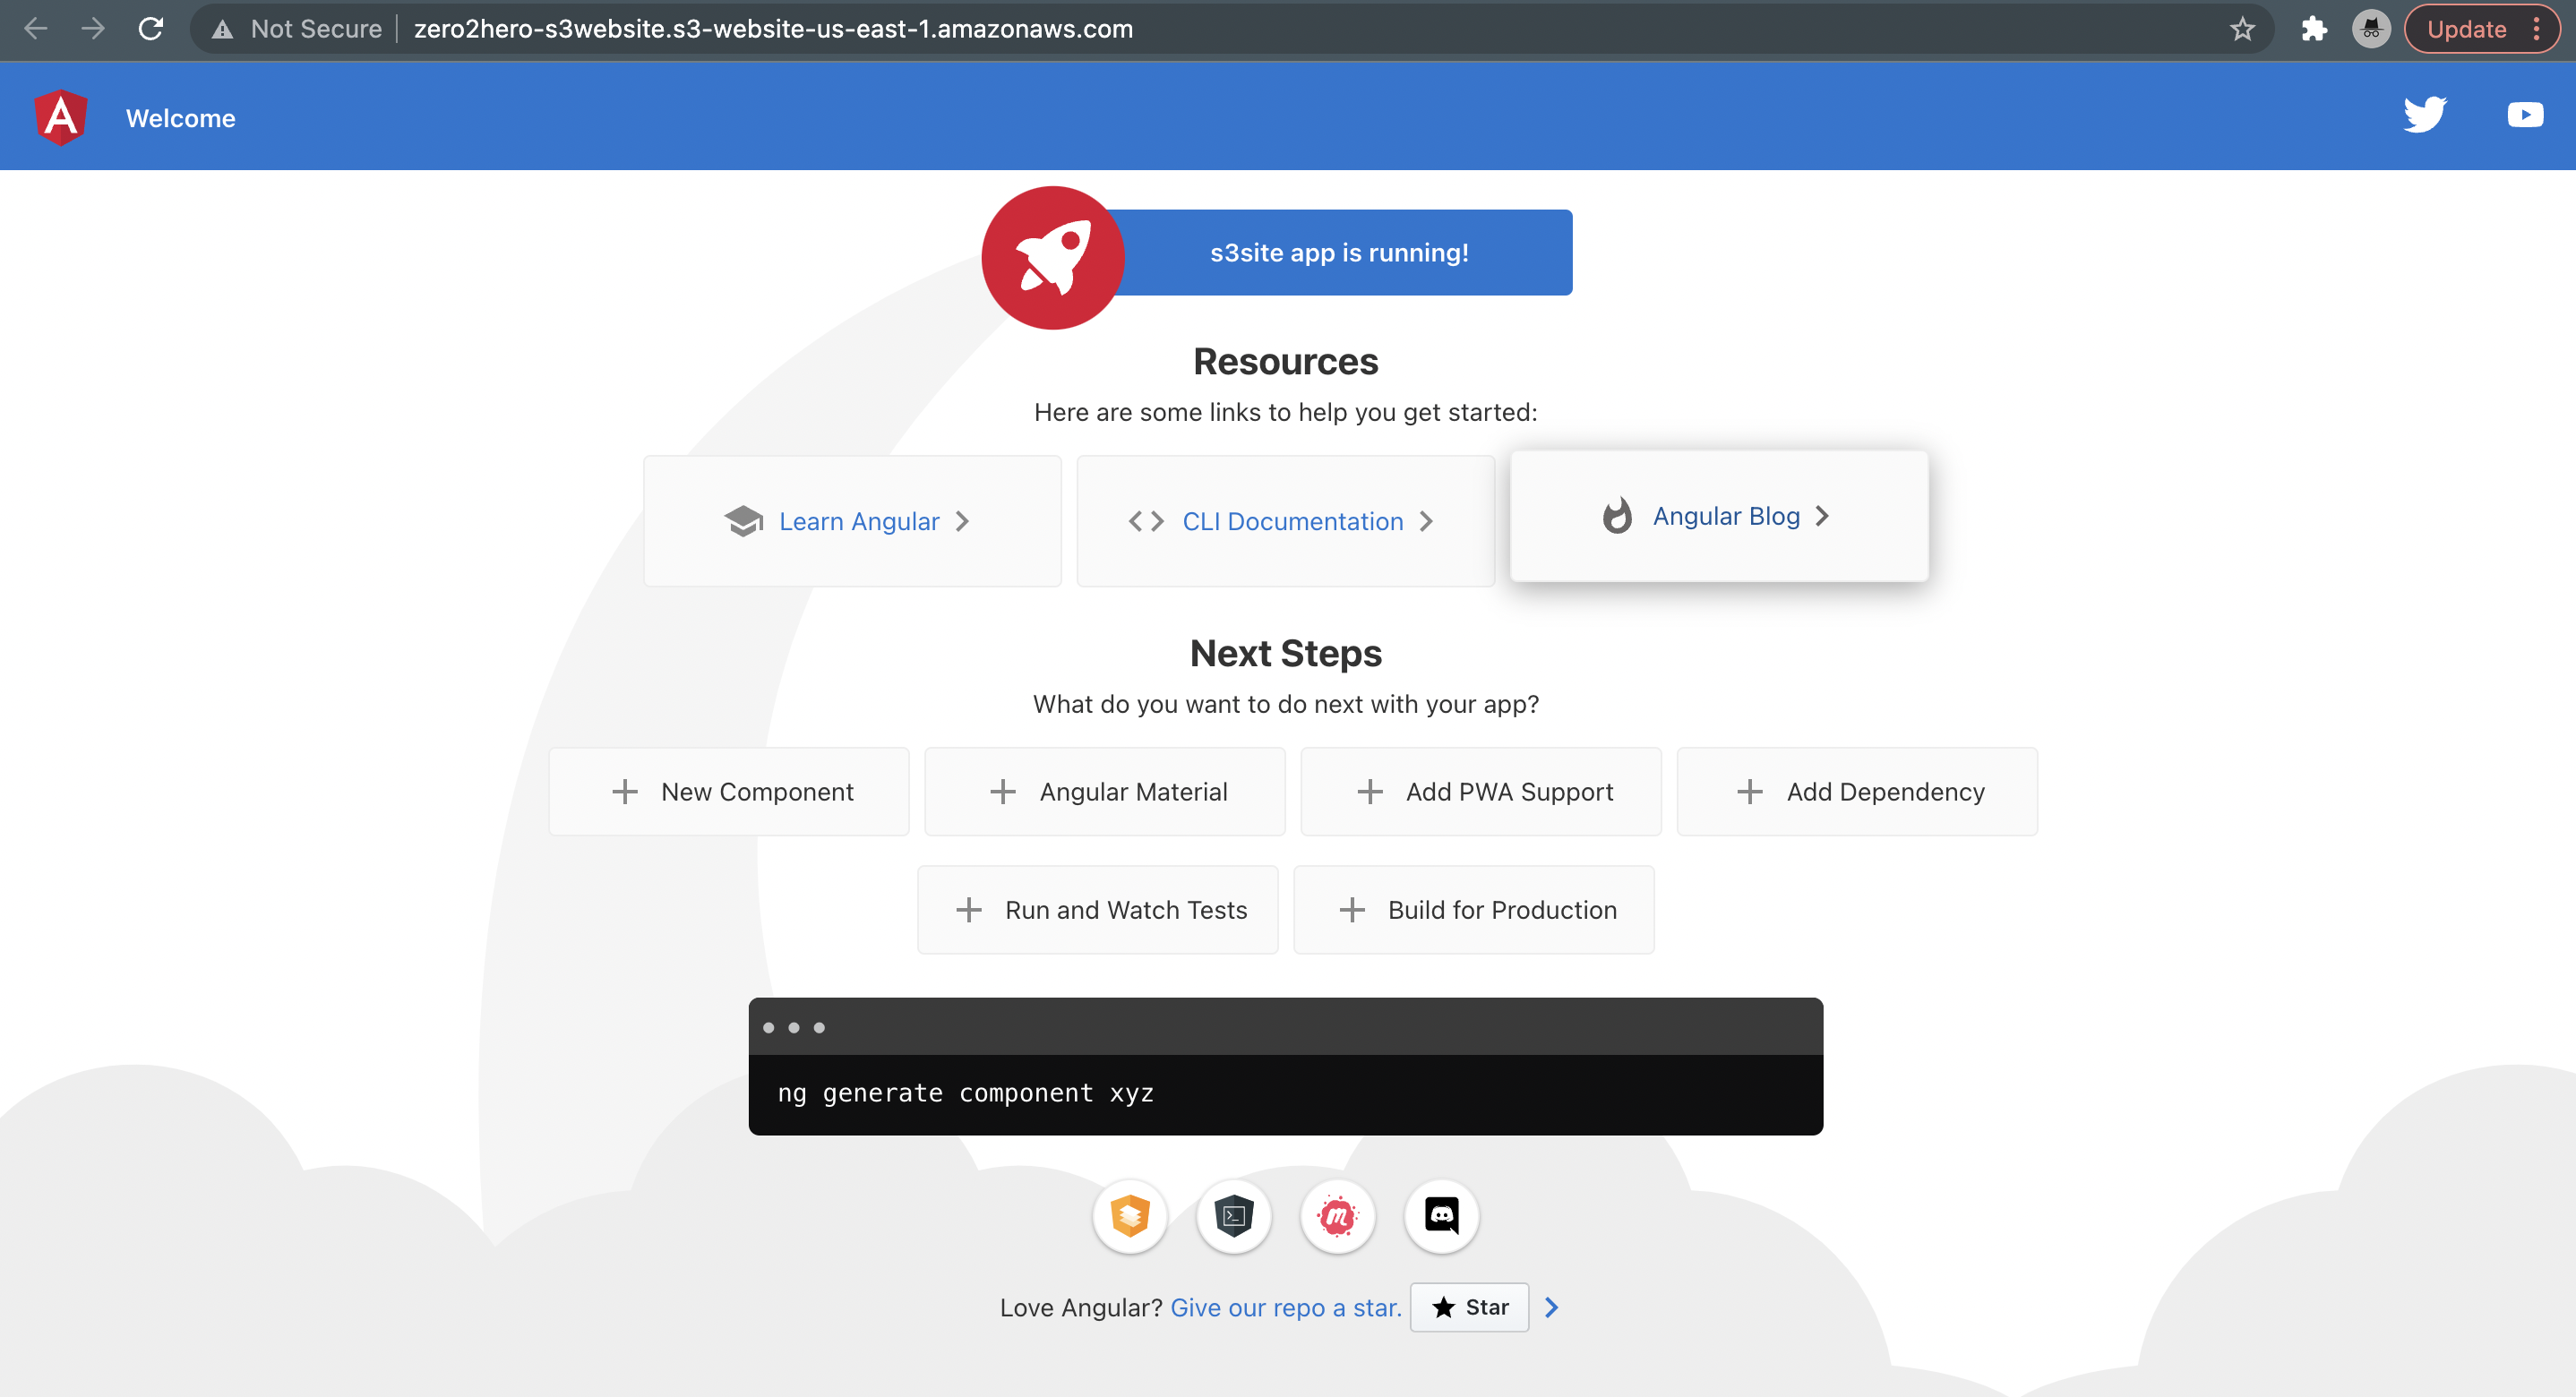 Not Secure zero2hero-s3website.s3-website-us-east-1.amazonaws.com Update
Welcome
s3site app is running!
Resources
Here are some links to help you get started:
Learn Angular CLI Documentation Angular Blog
Next Steps
What do you want to do next with your app?
New Component Angular Material Add PWA Support Add Dependency
Run and Watch Tests Build for Production
ng generate component xyz
Love Angular? Give our repo a star. Star